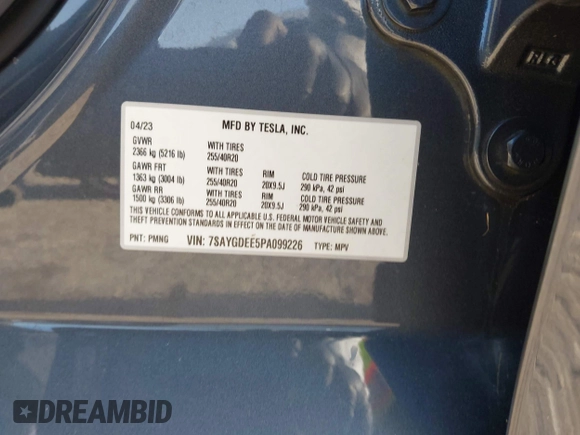 04/23 MFD BY TESLA, INC.
GVWR WITH TIRES
2366 kg (5216 lb) 255/40R20
GAWR FRT WITH TIRES RIM COLD TIRE PRESSURE
1363 kg (3004 lb) 255/40R20 20X9.5J 290 kPa, 42 psi
GAWR RR WITH TIRES RIM COLD TIRE PRESSURE
1500 kg (3306 lb) 255/40R20 20X9.5J 290 kPa, 42 psi
THIS VEHICLE CONFORMS TO ALL APPLICABLE U.S. FEDERAL MOTOR VEHICLE SAFETY AND
THEFT PREVENTION STANDARDS IN EFFECT ON THE DATE OF MANUFACTURE SHOWN ABOVE.
PNT: PMNG VIN: 7SAYGDEE5PA099226 TYPE: MPV
DREAMBID